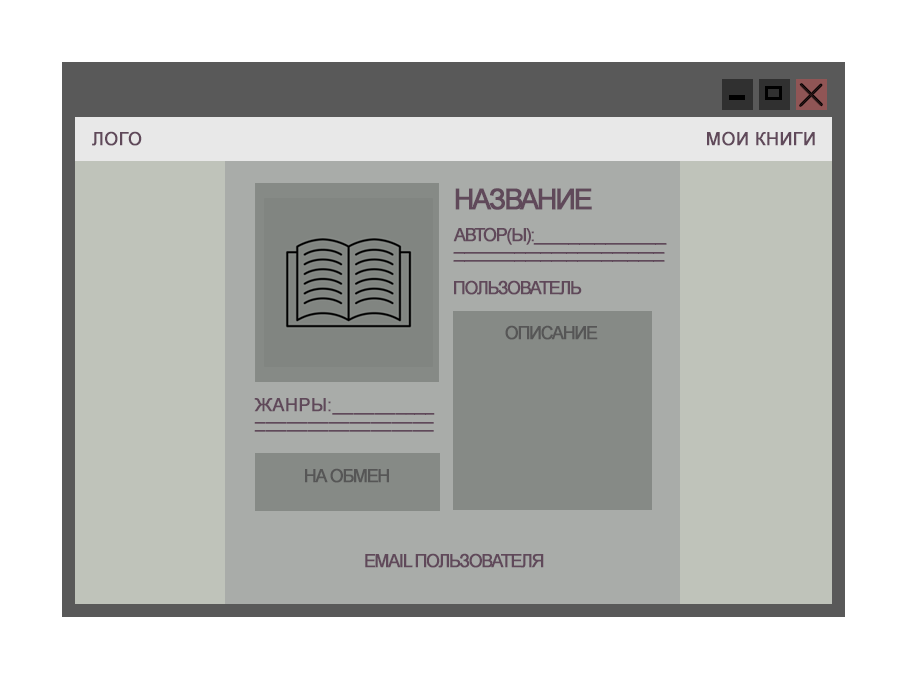 ЛОГО
МОИ КНИГИ
НАЗВАНИЕ
АВТОР(Ы):
ПОЛЬЗОВАТЕЛЬ
ОПИСАНИЕ
ЖАНРЫ:
НА ОБМЕН
EMAIL ПОЛЬЗОВАТЕЛЯ